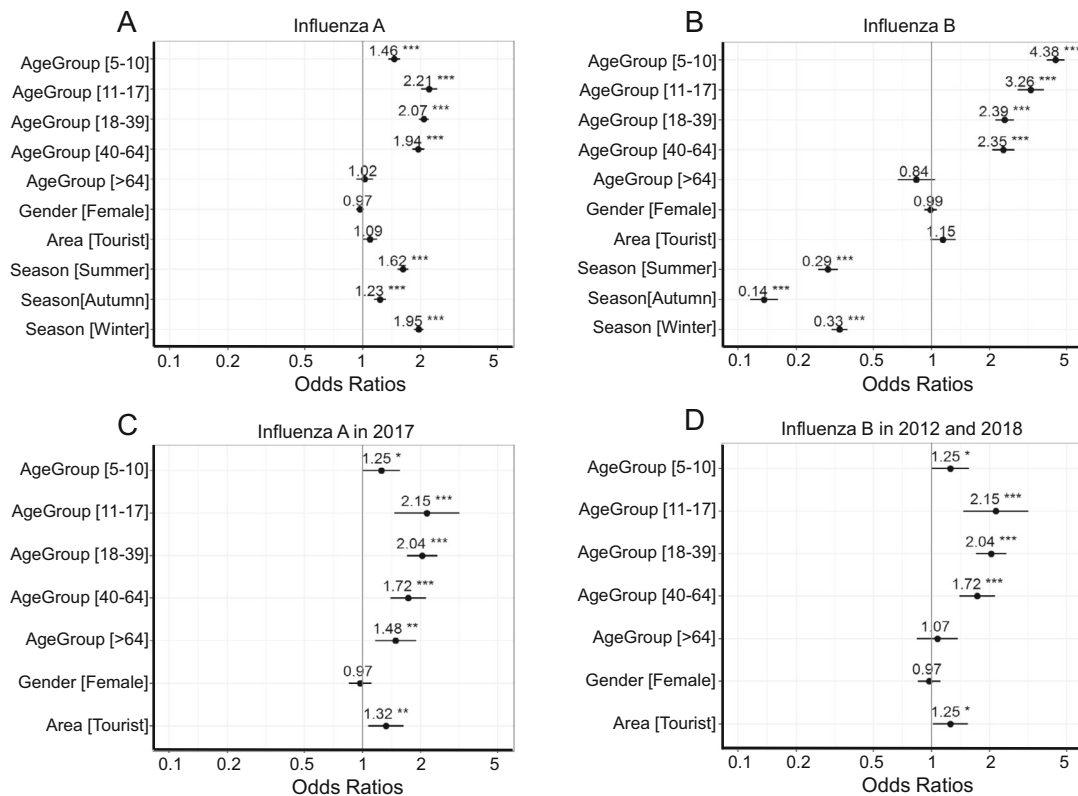 A
Influenza A
AgeGroup [5-10]
1.46 ***
AgeGroup [11-17]
2.21 ***
AgeGroup [18-39]
2.07 ***
AgeGroup [40-64]
1.94 ***
AgeGroup [>64]
1.02
Gender [Female]
0.97
Area [Tourist]
1.09
Season [Summer]
1.62 ***
Season[Autumn]
1.23 ***
Season [Winter]
1.95 ***
0.1 0.2 0.5 1 2 5
Odds Ratios
B
Influenza B
AgeGroup [5-10]
4.38 ***
AgeGroup [11-17]
3.26 ***
AgeGroup [18-39]
2.39 ***
AgeGroup [40-64]
2.35 ***
AgeGroup [>64]
0.84
Gender [Female]
0.99
Area [Tourist]
1.15
Season [Summer]
0.29 ***
Season[Autumn]
0.14 ***
Season [Winter]
0.33 ***
0.1 0.2 0.5 1 2 5
Odds Ratios
C
Influenza A in 2017
AgeGroup [5-10]
1.25 *
AgeGroup [11-17]
2.15 ***
AgeGroup [18-39]
2.04 ***
AgeGroup [40-64]
1.72 ***
AgeGroup [>64]
1.48 **
Gender [Female]
0.97
Area [Tourist]
1.32 **
0.1 0.2 0.5 1 2 5
Odds Ratios
D
Influenza B in 2012 and 2018
AgeGroup [5-10]
1.25 *
AgeGroup [11-17]
2.15 ***
AgeGroup [18-39]
2.04 ***
AgeGroup [40-64]
1.72 ***
AgeGroup [>64]
1.07
Gender [Female]
0.97
Area [Tourist]
1.25 *
0.1 0.2 0.5 1 2 5
Odds Ratios